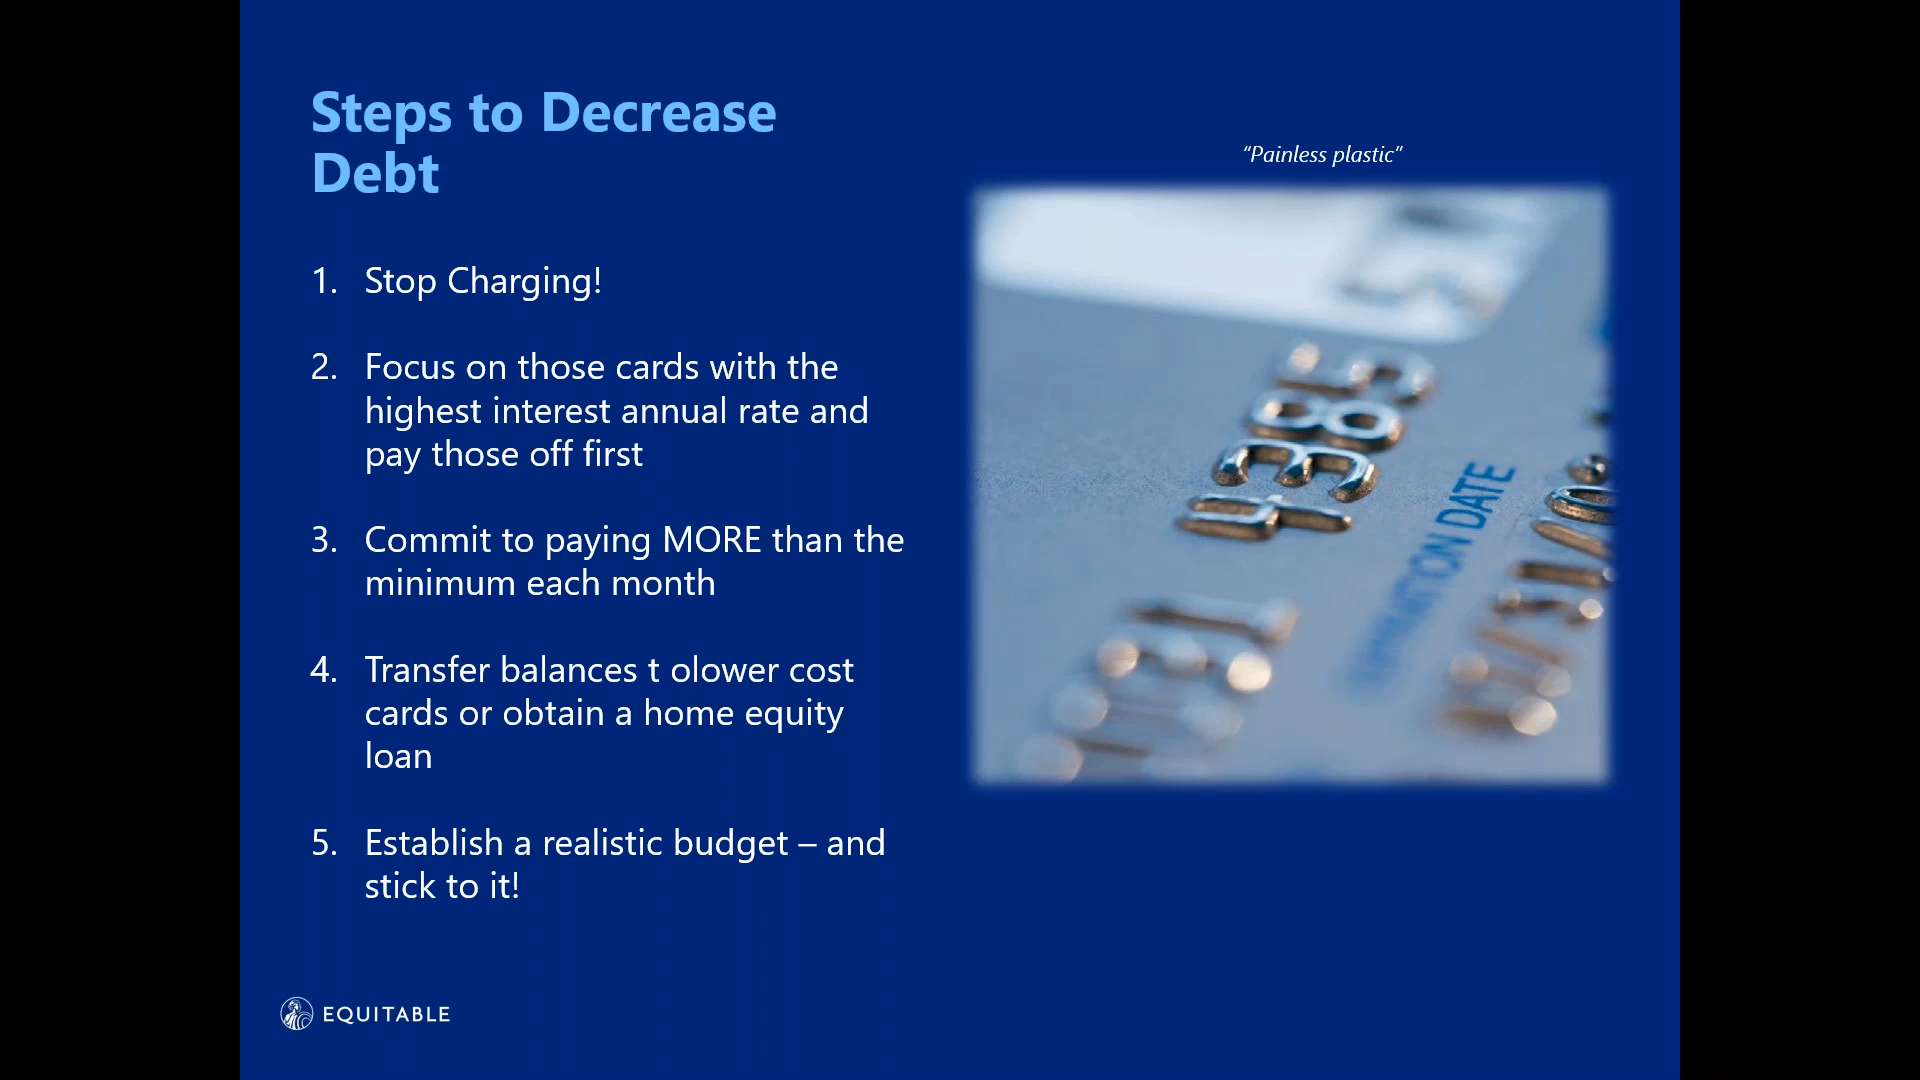 Steps to Decrease
Debt
"Painless plastic"
1. Stop Charging!
2. Focus on those cards with the
highest interest annual rate and
pay those off first
3. Commit to paying MORE than the
minimum each month
4. Transfer balances t olower cost
cards or obtain a home equity
loan
5. Establish a realistic budget – and
stick to it!
4385
DATE
EQUITABLE